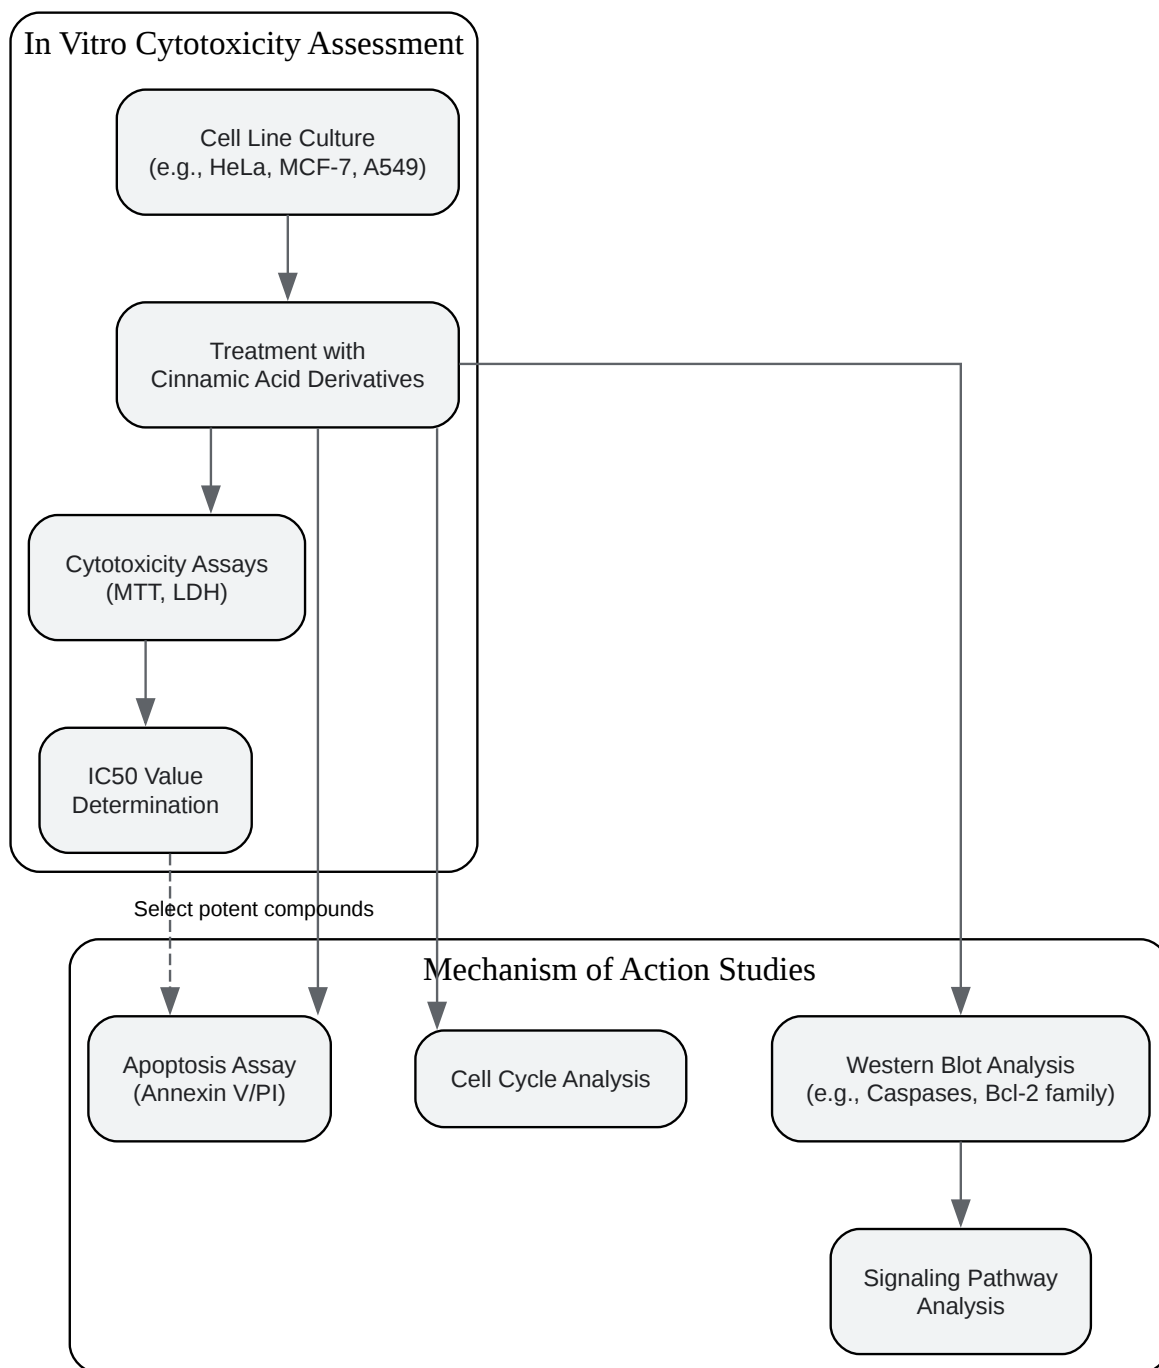 In Vitro Cytotoxicity Assessment
Cell Line Culture
(e.g., HeLa, MCF-7, A549)
Treatment with
Cinnamic Acid Derivatives
Cytotoxicity Assays
(MTT, LDH)
IC50 Value
Determination
Select potent compounds
Mechanism of Action Studies
Apoptosis Assay
(Annexin V/PI)
Cell Cycle Analysis
Western Blot Analysis
(e.g., Caspases, Bcl-2 family)
Signaling Pathway
Analysis